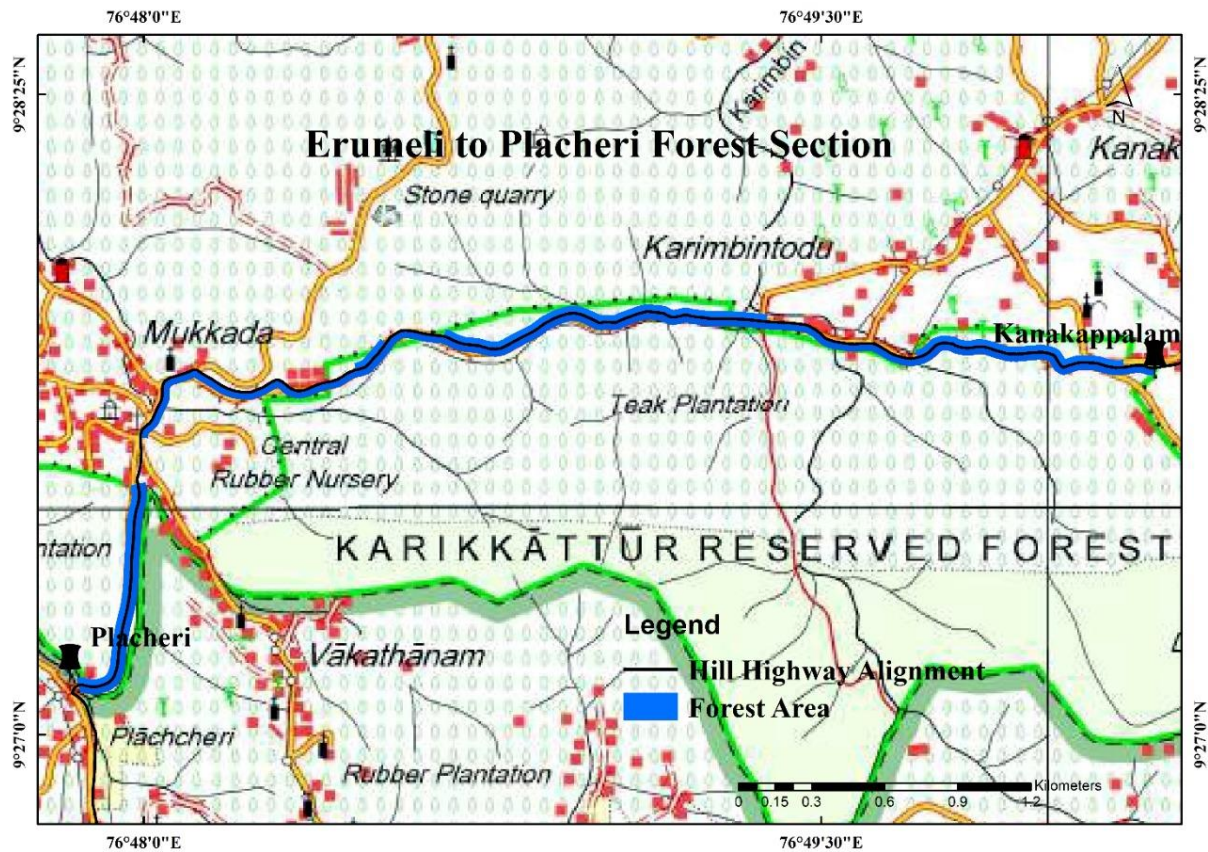 76°48'0"E
76°49'30"E
9°28'25"N
9°28'25"N
Karimbin
N
Erumeli to Placheri Forest Section
Kanak
Stone quarry
Karimbintodu
Mukkada
Kanakappalam
Teak Plantation
Central
Rubber Nursery
ntation
KARIKKĀTTŪR RESERVED FOREST
Placheri
Vākathānam
Legend
Hill Highway Alignment
Forest Area
Plāchcheri
Rubber Plantation
9°27'0"N
9°27'0"N
Kilometers
0 0.15 0.3 0.6 0.9 1.2
76°48'0"E
76°49'30"E